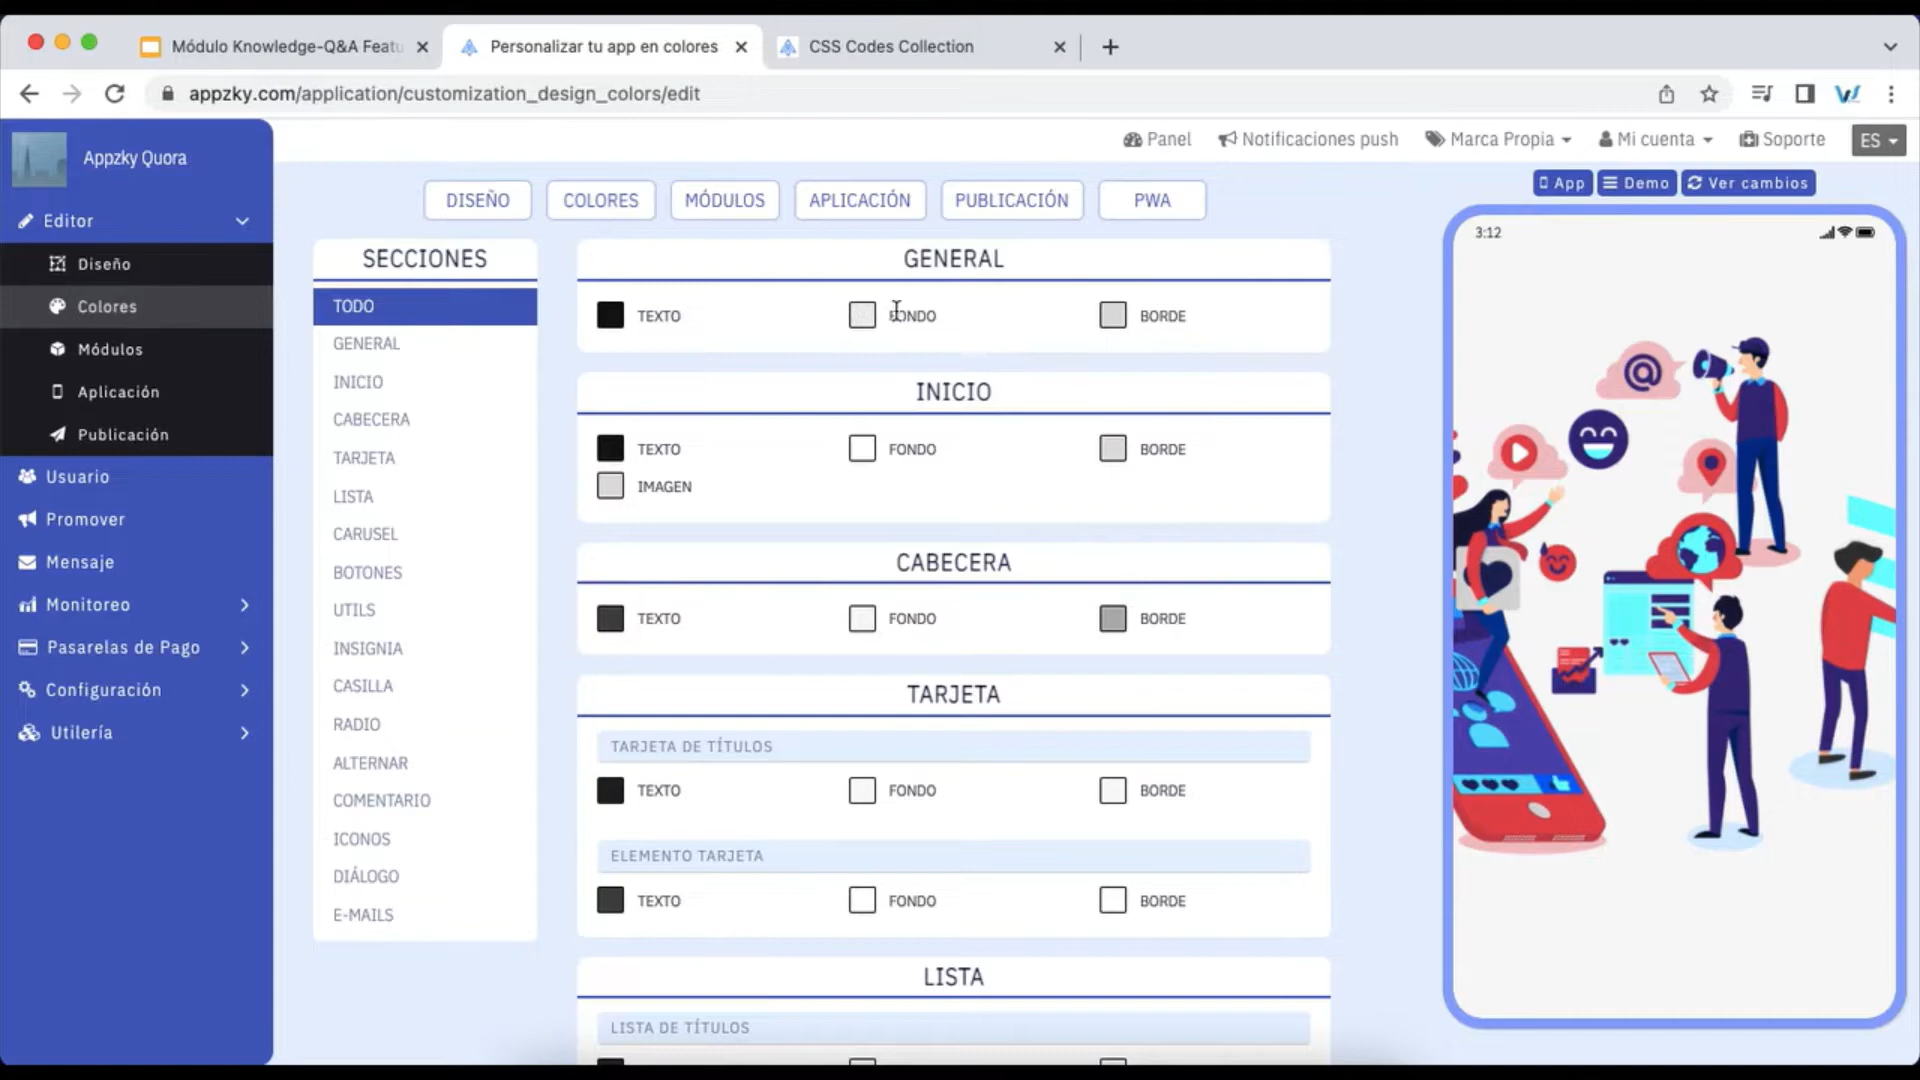 Módulo Knowledge-Q&A Featu
Personalizar tu app en colores
CSS Codes Collection
appzky.com/application/customization_design_colors/edit
Appzky Quora
Editor
Diseño
Colores
Módulos
Aplicación
Publicación
Usuario
Promover
Mensaje
Monitoreo
Pasarelas de Pago
Configuración
Utilería
Panel
Notificaciones push
Marca Propia
Mi cuenta
Soporte
ES
DISEÑO
COLORES
MÓDULOS
APLICACIÓN
PUBLICACIÓN
PWA
App
Demo
Ver cambios
SECCIONES
TODO
GENERAL
INICIO
CABECERA
TARJETA
LISTA
CARUSEL
BOTONES
UTILS
INSIGNIA
CASILLA
RADIO
ALTERNAR
COMENTARIO
ICONOS
DIÁLOGO
E-MAILS
GENERAL
TEXTO
FONDO
BORDE
INICIO
TEXTO
FONDO
BORDE
IMAGEN
CABECERA
TEXTO
FONDO
BORDE
TARJETA
TARJETA DE TÍTULOS
TEXTO
FONDO
BORDE
ELEMENTO TARJETA
TEXTO
FONDO
BORDE
LISTA
LISTA DE TÍTULOS
3:12